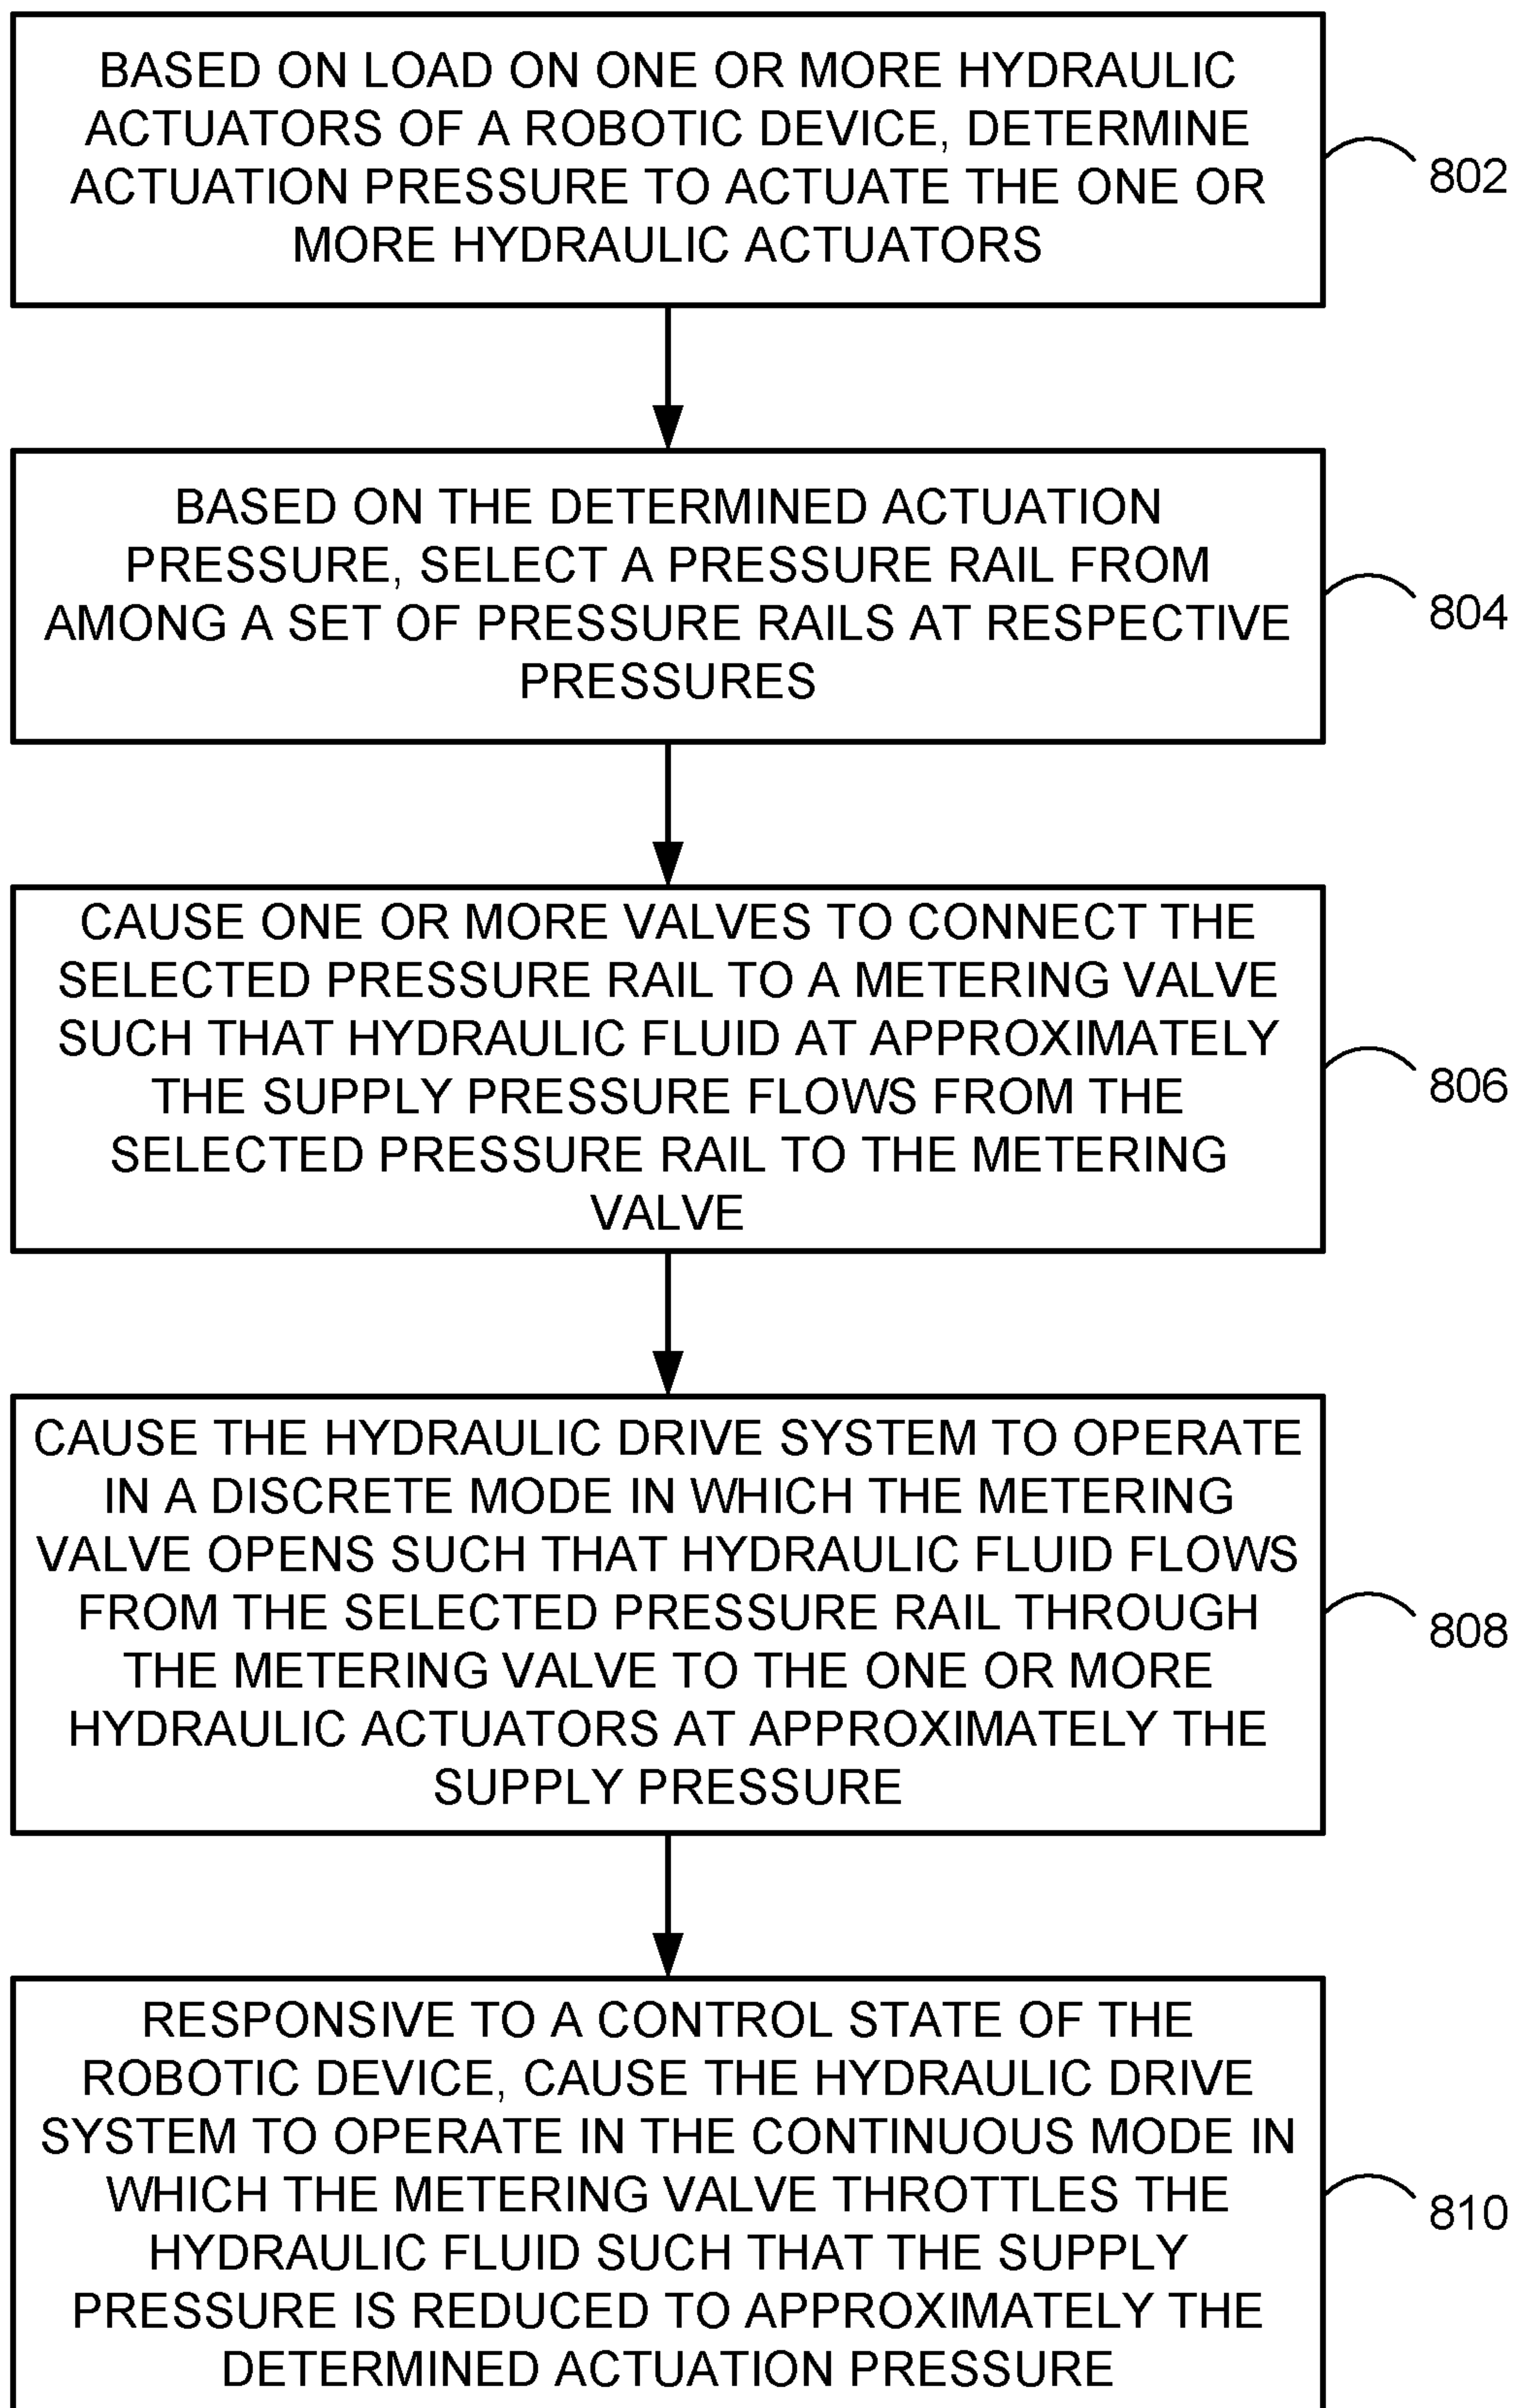 BASED ON LOAD ON ONE OR MORE HYDRAULIC
ACTUATORS OF A ROBOTIC DEVICE, DETERMINE
ACTUATION PRESSURE TO ACTUATE THE ONE OR
MORE HYDRAULIC ACTUATORS
802
BASED ON THE DETERMINED ACTUATION
PRESSURE, SELECT A PRESSURE RAIL FROM
AMONG A SET OF PRESSURE RAILS AT RESPECTIVE
PRESSURES
804
CAUSE ONE OR MORE VALVES TO CONNECT THE
SELECTED PRESSURE RAIL TO A METERING VALVE
SUCH THAT HYDRAULIC FLUID AT APPROXIMATELY
THE SUPPLY PRESSURE FLOWS FROM THE
SELECTED PRESSURE RAIL TO THE METERING
VALVE
806
CAUSE THE HYDRAULIC DRIVE SYSTEM TO OPERATE
IN A DISCRETE MODE IN WHICH THE METERING
VALVE OPENS SUCH THAT HYDRAULIC FLUID FLOWS
FROM THE SELECTED PRESSURE RAIL THROUGH
THE METERING VALVE TO THE ONE OR MORE
HYDRAULIC ACTUATORS AT APPROXIMATELY THE
SUPPLY PRESSURE
808
RESPONSIVE TO A CONTROL STATE OF THE
ROBOTIC DEVICE, CAUSE THE HYDRAULIC DRIVE
SYSTEM TO OPERATE IN THE CONTINUOUS MODE IN
WHICH THE METERING VALVE THROTTLES THE
HYDRAULIC FLUID SUCH THAT THE SUPPLY
PRESSURE IS REDUCED TO APPROXIMATELY THE
DETERMINED ACTUATION PRESSURE
810